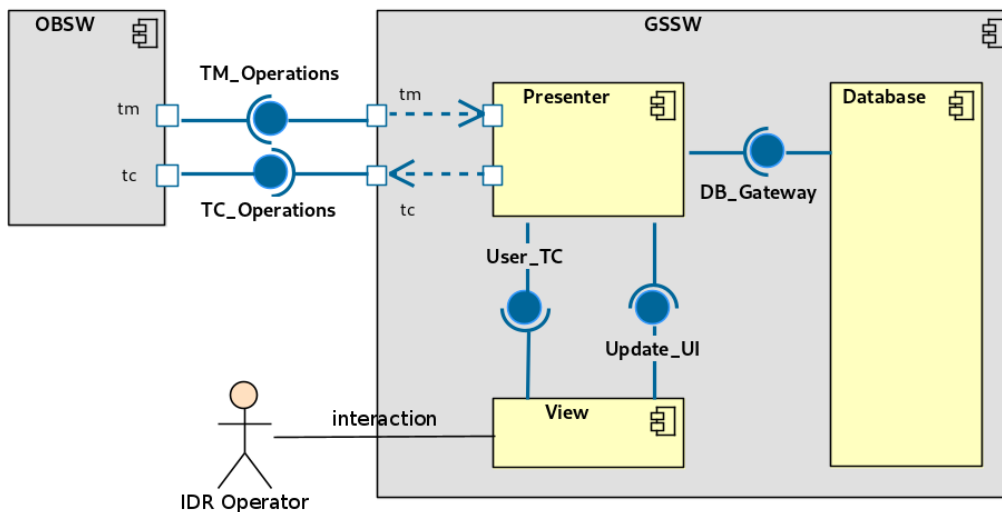 OBSW
GSSW
TM_Operations
tm
tm
Presenter
Database
tc
TC_Operations
tc
DB_Gateway
User_TC
Update_UI
interaction
View
IDR Operator